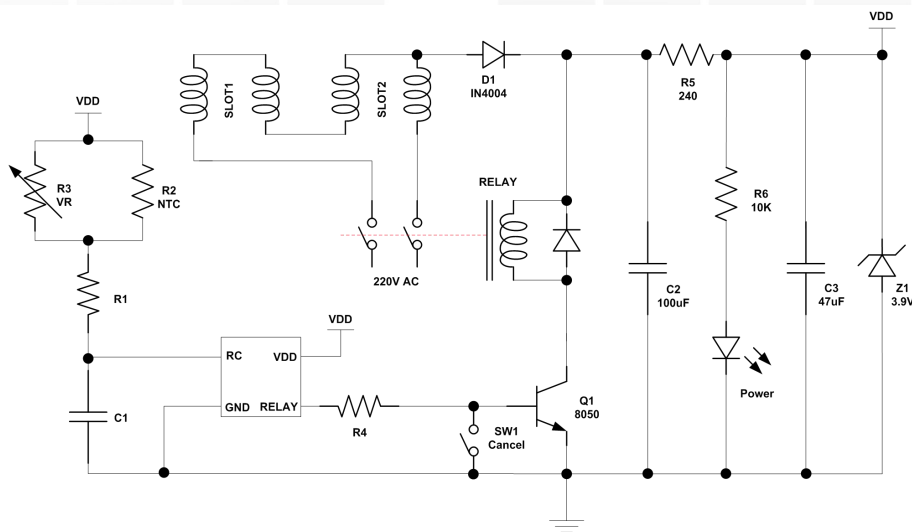 VDD
D1
IN4004
R5
240
SLOT1
SLOT2
VDD
R3
VR
R2
NTC
RELAY
R6
10K
R1
220V AC
C2
100uF
C3
47uF
Z1
3.9V
VDD
RC
VDD
GND
RELAY
C1
R4
SW1
Cancel
Q1
8050
Power